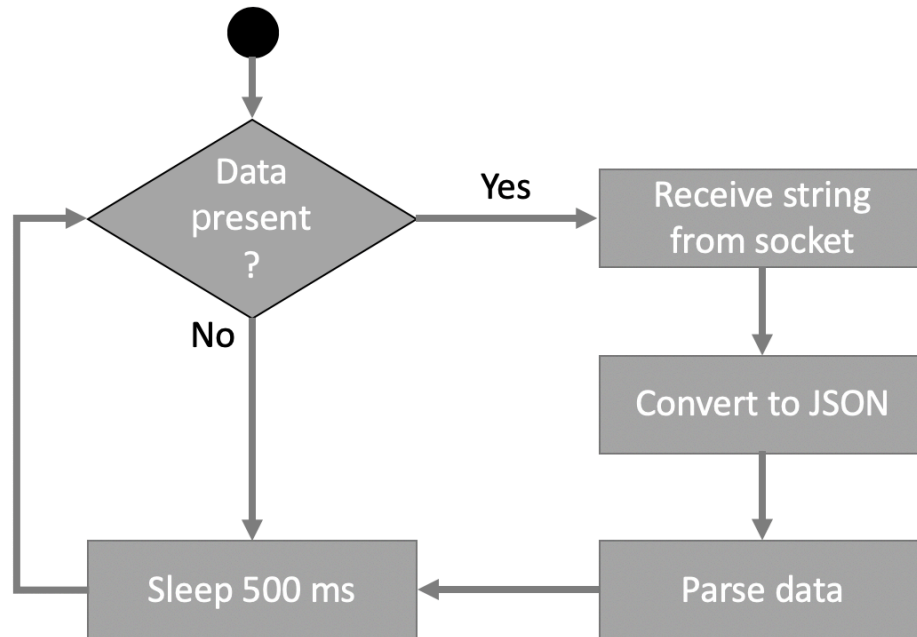 Data
present
?
Yes
Receive string
from socket
No
Convert to JSON
Sleep 500 ms
Parse data